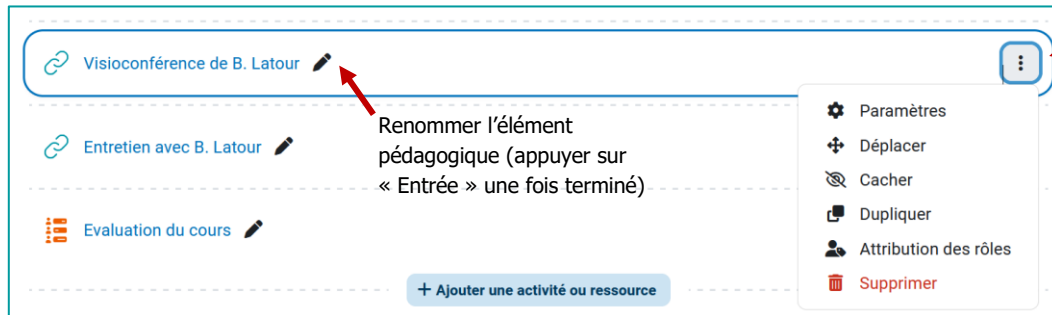 Visioconférence de B. Latour
Renommer l’élément
pédagogique (appuyer sur
« Entrée » une fois terminé)
Entretien avec B. Latour
Evaluation du cours
+ Ajouter une activité ou ressource
Paramètres
Déplacer
Cacher
Dupliquer
Attribution des rôles
Supprimer